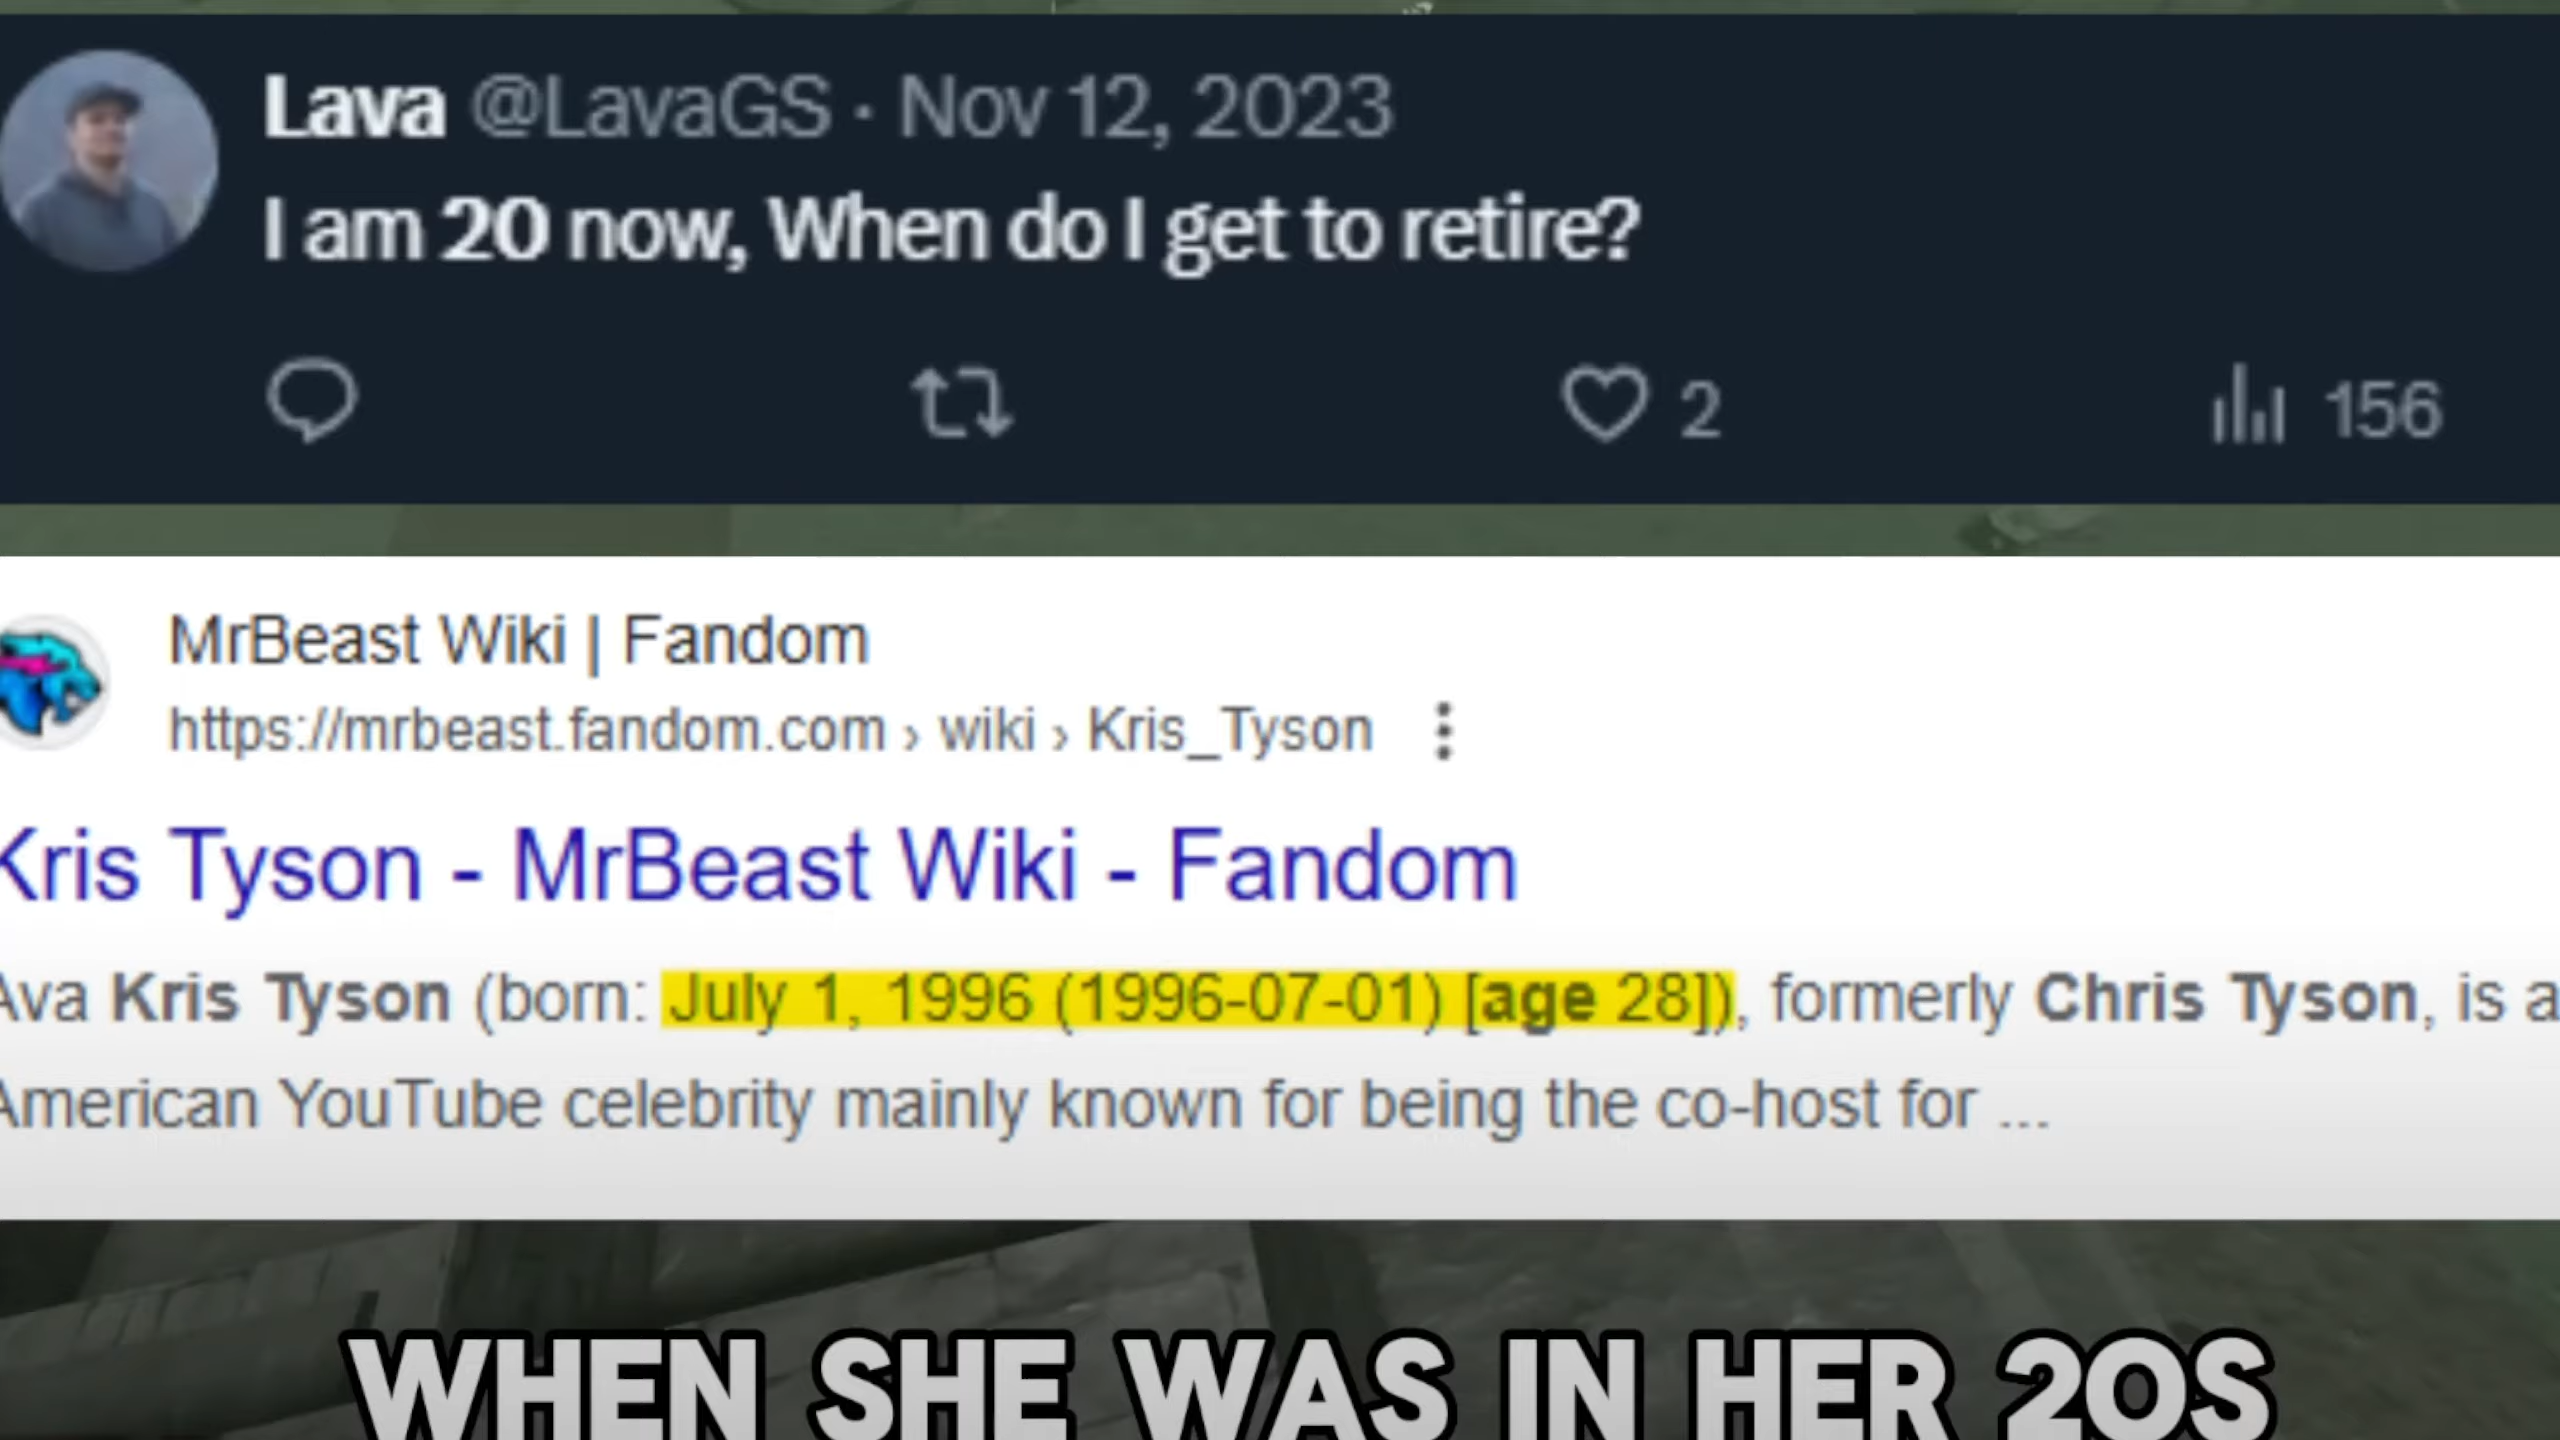 Lava @LavaGS · Nov 12, 2023
I am 20 now, When do I get to retire?
2 156
MrBeast Wiki | Fandom
https://mrbeast.fandom.com › wiki › Kris_Tyson
Kris Tyson - MrBeast Wiki - Fandom
Ava Kris Tyson (born: July 1, 1996 (1996-07-01) [age 28]), formerly Chris Tyson, is a
American YouTube celebrity mainly known for being the co-host for ...
WHEN SHE WAS IN HER 20S